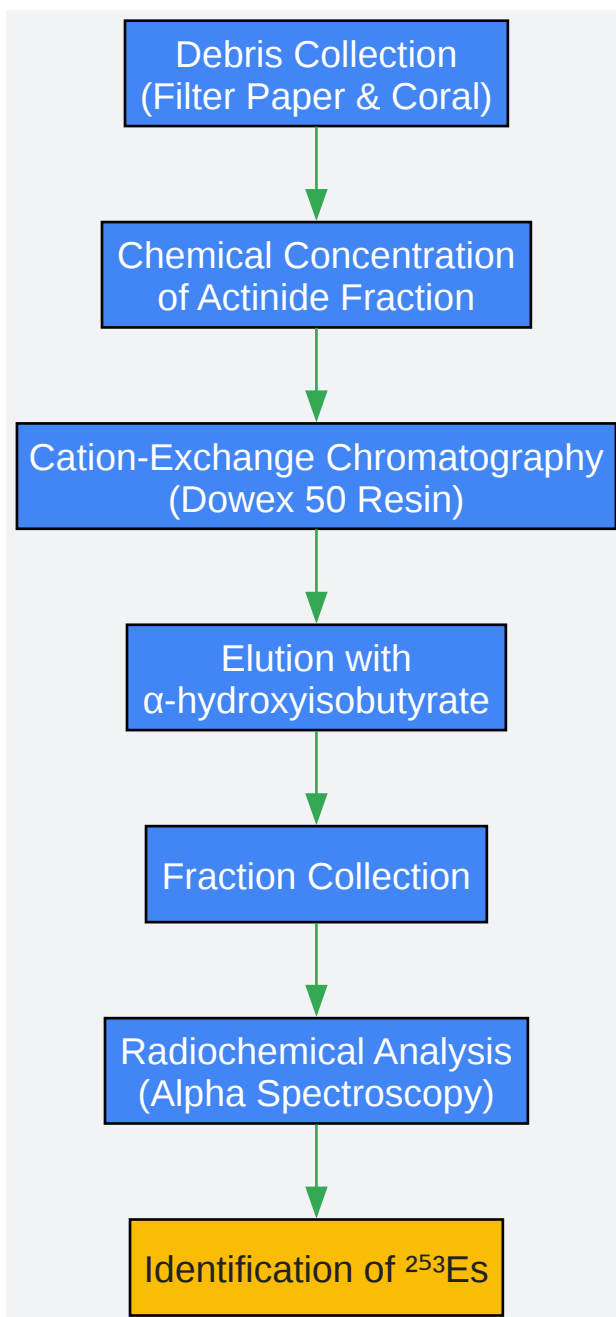 Debris Collection
(Filter Paper & Coral)
Chemical Concentration
of Actinide Fraction
Cation-Exchange Chromatography
(Dowex 50 Resin)
Elution with
α-hydroxyisobutyrate
Fraction Collection
Radiochemical Analysis
(Alpha Spectroscopy)
Identification of ²⁵³Es